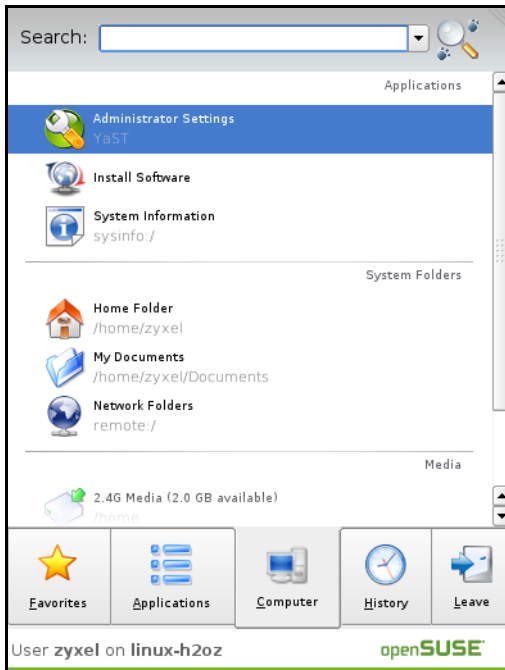 Search:
Applications
Administrator Settings
YaST
Install Software
System Information
sysinfo:/
System Folders
Home Folder
/home/zyxel
My Documents
/home/zyxel/Documents
Network Folders
remote:/
Media
2.4G Media (2.0 GB available)
/home
Favorites Applications Computer History Leave
User zyxel on linux-h2oz openSUSE